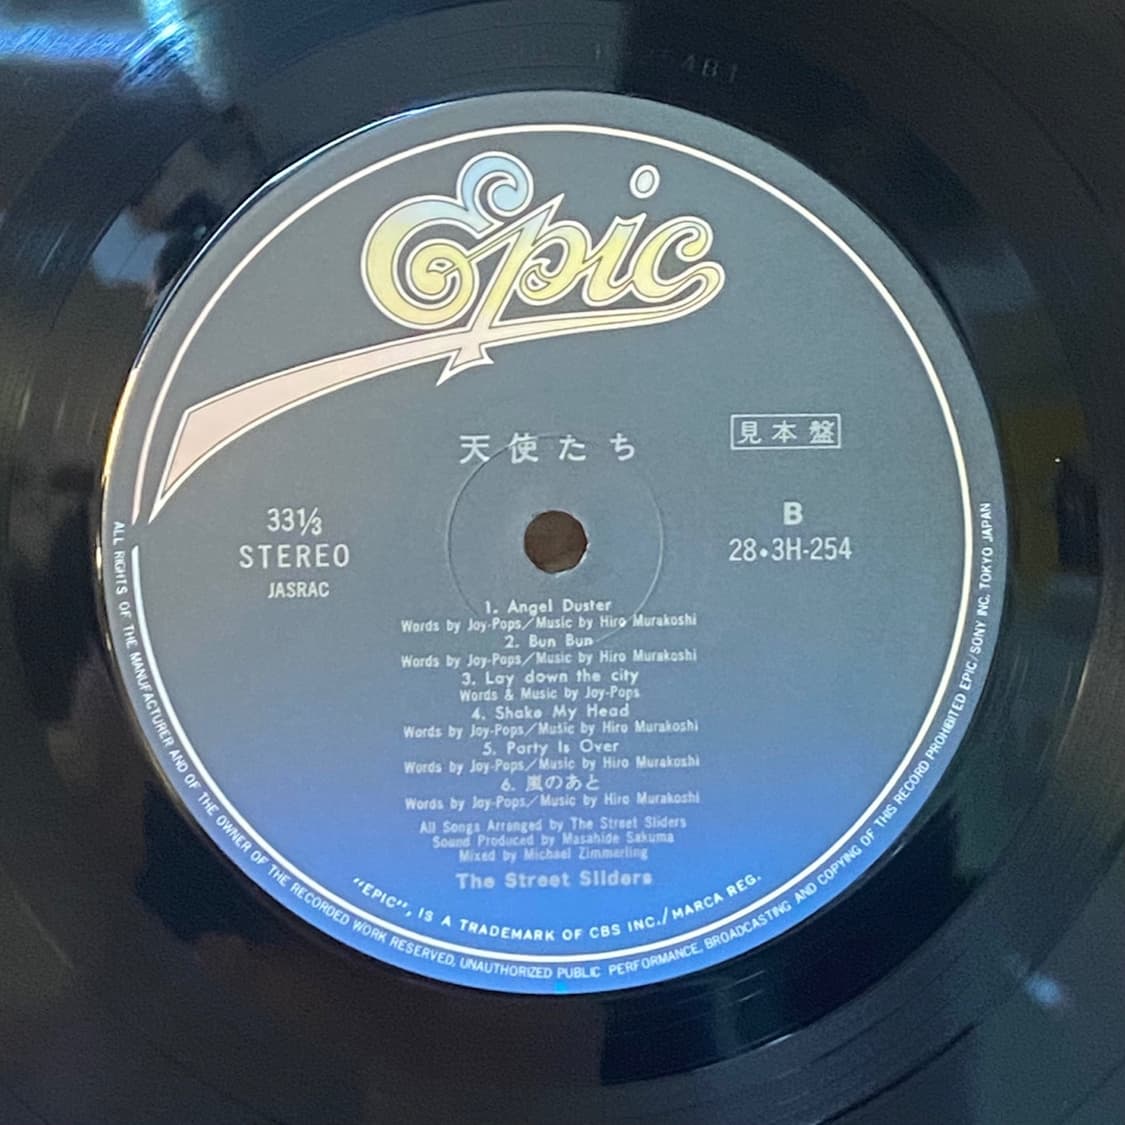 Epic
天使たち
見本盤
33⅓
STEREO
JASRAC
B
28•3H-254
1. Angel Duster
Words by Joy-Pops/Music by Hiro Murakoshi
2. Bun Bun
Words by Joy-Pops/Music by Hiro Murakoshi
3. Lay down the city
Words & Music by Joy-Pops
4. Shake My Head
Words by Joy-Pops/Music by Hiro Murakoshi
5. Party Is Over
Words by Joy-Pops/Music by Hiro Murakoshi
6. 嵐のあと
Words by Joy-Pops/Music by Hiro Murakoshi
All Songs Arranged by The Street Sliders
Sound Produced by Masahide Sakuma
Mixed by Michael Zimmerling
The Street Sliders
"EPIC", IS A TRADEMARK OF CBS INC./MARCA REG.
ALL RIGHTS OF THE MANUFACTURER AND OF THE OWNER OF THE RECORDED WORK RESERVED, UNAUTHORIZED PUBLIC PERFORMANCE, BROADCASTING AND COPYING OF THIS RECORD PROHIBITED EPIC/SONY INC. TOKYO JAPAN